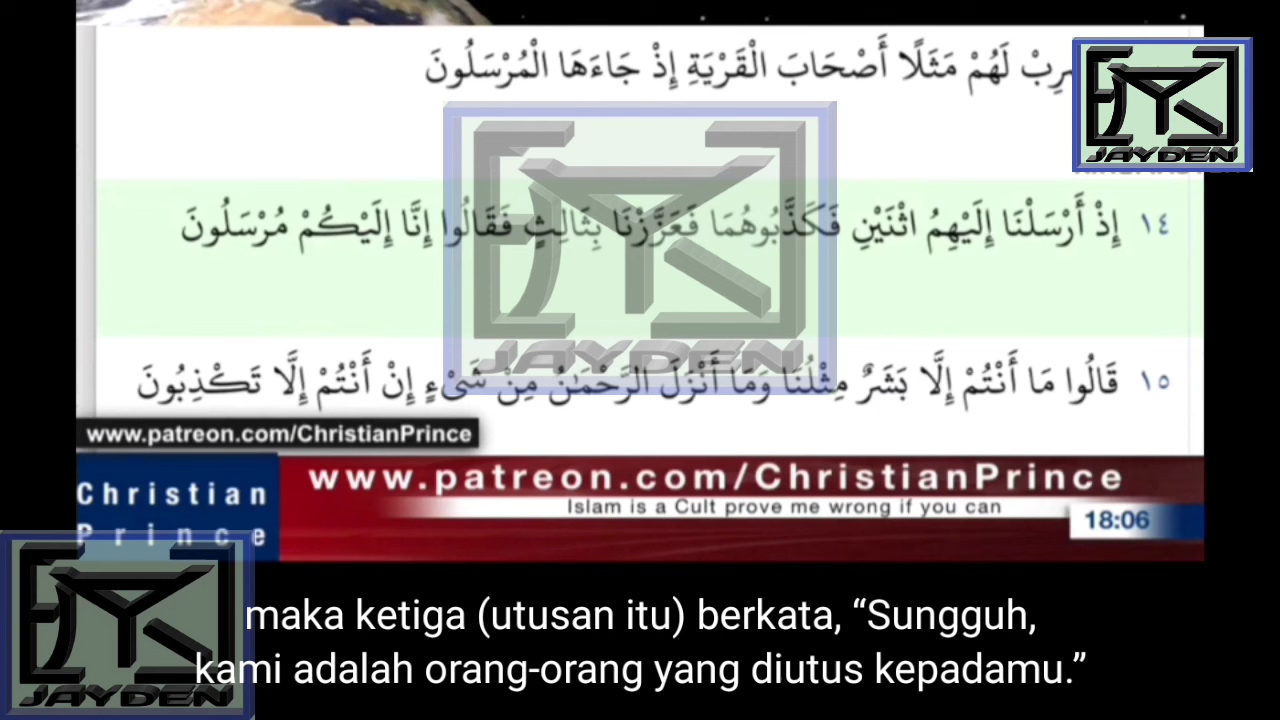 لَهُمْ مَثَلًا أَصْحَابَ الْقَرْيَةِ إِذْ جَاءَهَا الْمُرْسَلُونَ
JAYDEN
١٤ إِذْ أَرْسَلْنَا إِلَيْهِمُ اثْنَيْنِ فَكَذَّبُوهُمَا فَعَزَّزْنَا بِثَالِثٍ فَقَالُوا إِنَّا إِلَيْكُمْ مُرْسَلُونَ
JAYDEN
١٥ قَالُوا مَا أَنْتُمْ إِلَّا بَشَرٌ مِثْلُنَا وَمَا أَنْزَلَ الرَّحْمَٰنُ مِنْ شَىْءٍ إِنْ أَنْتُمْ إِلَّا تَكْذِبُونَ
www.patreon.com/ChristianPrince
www.patreon.com/ChristianPrince
Islam is a Cult prove me wrong if you can
Christian
Prince
18:06
maka ketiga (utusan itu) berkata, “Sungguh,
kami adalah orang-orang yang diutus kepadamu.”
JAYDEN